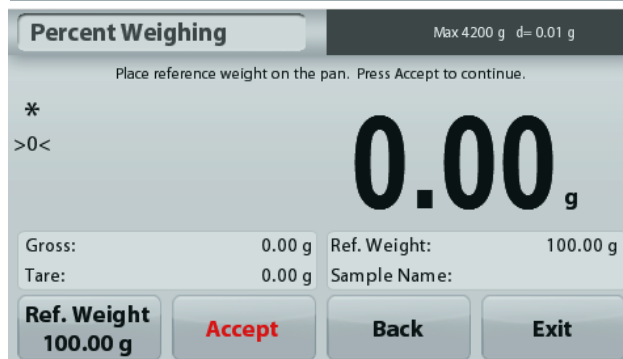 Percent Weighing
Max 4200 g d= 0.01 g
Place reference weight on the pan. Press Accept to continue.
*
>0<
0.00 g
Gross: 0.00 g Ref. Weight: 100.00 g
Tare: 0.00 g Sample Name:
Ref. Weight
100.00 g
Accept
Back
Exit